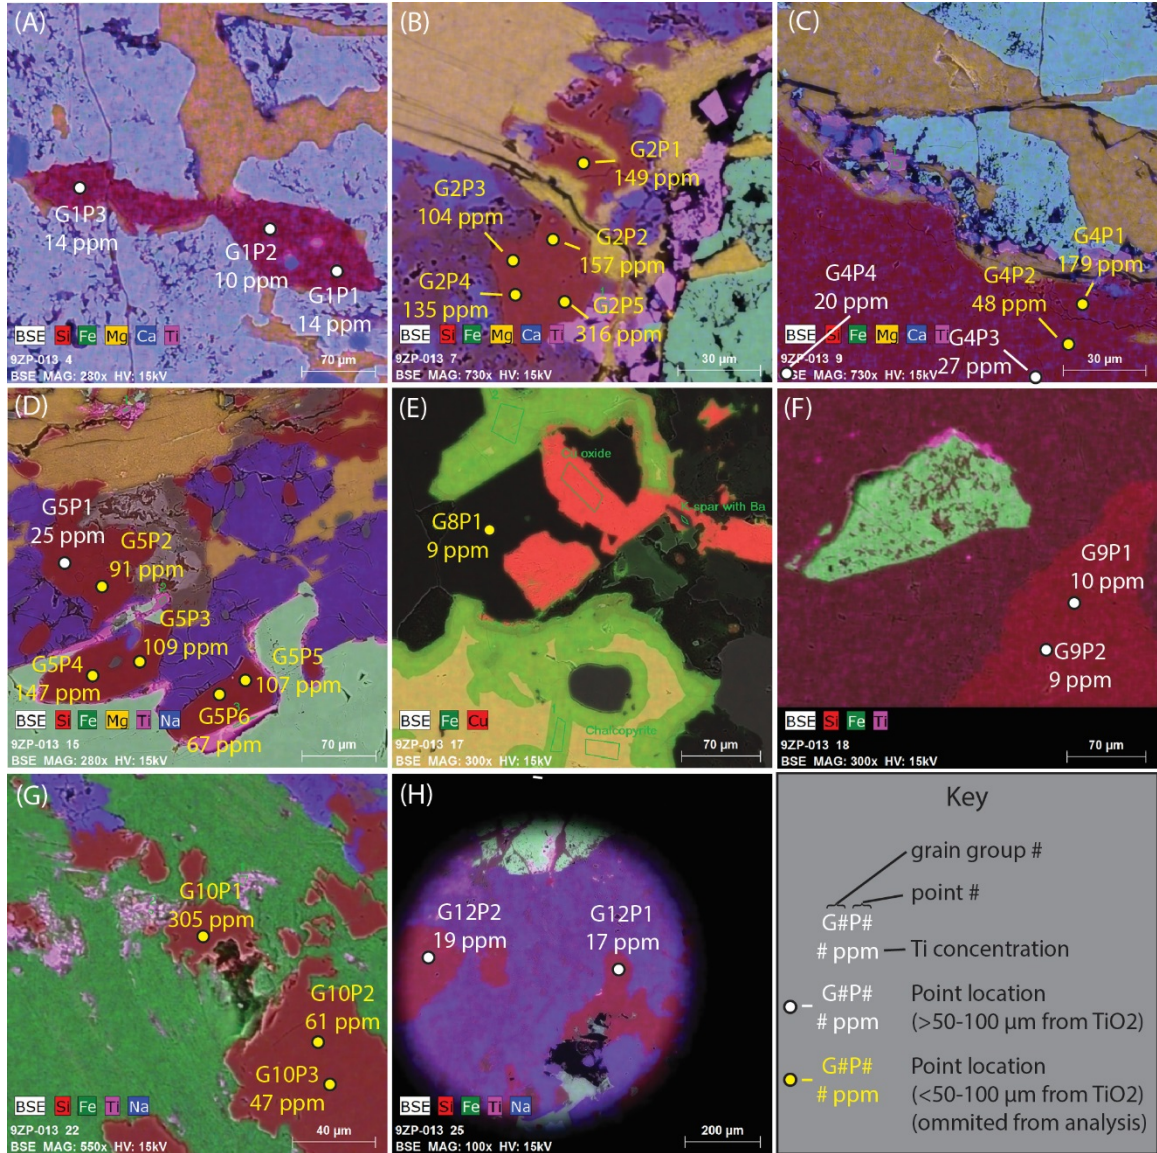 (A)
G1P3
14 ppm
G1P2
10 ppm
G1P1
14 ppm
BSE Si Fe Mg Ca Ti
9ZP-013 4
BSE MAG: 280x HV: 15kV
70 µm
(B)
G2P1
149 ppm
G2P3
104 ppm
G2P2
157 ppm
G2P4
135 ppm
G2P5
316 ppm
BSE Si Fe Mg Ca Ti
9ZP-013 7
BSE MAG: 730x HV: 15kV
30 µm
(C)
G4P1
179 ppm
G4P4
20 ppm
G4P2
48 ppm
G4P3
27 ppm
BSE Si Fe Mg Ca Ti
9ZP-013 9
BSE MAG: 730x HV: 15kV
30 µm
(D)
G5P1
25 ppm
G5P2
91 ppm
G5P3
109 ppm
G5P4
147 ppm
G5P5
107 ppm
G5P6
67 ppm
BSE Si Fe Mg Ti Na
9ZP-013 15
BSE MAG: 280x HV: 15kV
70 µm
(E)
oxide
spar with Ba
G8P1
9 ppm
Chalcopyrite
BSE Fe Cu
9ZP-013 17
BSE MAG: 300x HV: 15kV
70 µm
(F)
G9P1
10 ppm
G9P2
9 ppm
BSE Si Fe Ti
9ZP-013 18
BSE MAG: 300x HV: 15kV
70 µm
(G)
G10P1
305 ppm
G10P2
61 ppm
G10P3
47 ppm
BSE Si Fe Ti Na
9ZP-013 22
BSE MAG: 550x HV: 15kV
40 µm
(H)
G12P2
19 ppm
G12P1
17 ppm
BSE Si Fe Ti Na
9ZP-013 25
BSE MAG: 100x HV: 15kV
200 µm
Key
grain group #
point #
G#P#
# ppm
Ti concentration
G#P#
# ppm
Point location
(>50-100 µm from TiO2)
G#P#
# ppm
Point location
(<50-100 µm from TiO2)
(ommited from analysis)